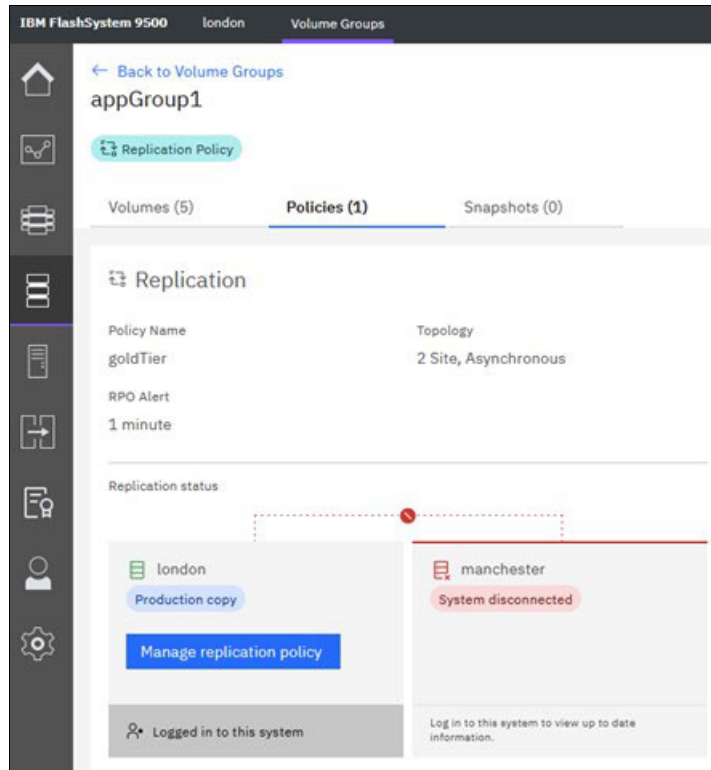 IBM FlashSystem 9500 london Volume Groups
← Back to Volume Groups
appGroup1
Replication Policy
Volumes (5) Policies (1) Snapshots (0)
Replication
Policy Name Topology
goldTier 2 Site, Asynchronous
RPO Alert
1 minute
Replication status
london manchester
Production copy System disconnected
Manage replication policy
Logged in to this system
Log in to this system to view up to date
information.